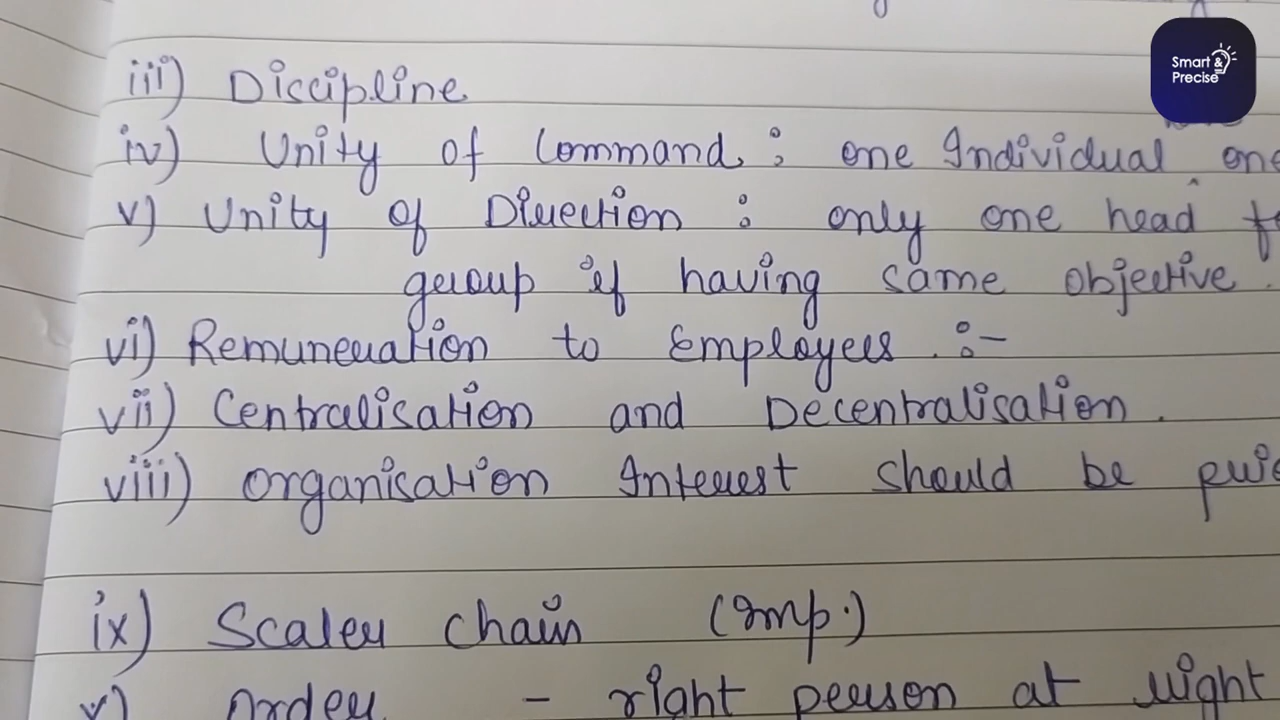 Smart &
Precise
iii) Discipline
iv) Unity of Command : one Individual one
v) Unity of Direction : only one head
group if having same objective.
vi) Remuneration to Employees :-
vii) Centralisation and Decentralisation.
viii) Organisation Interest should be
ix) Scaler chain (Imp.)
x) Order - right person at right